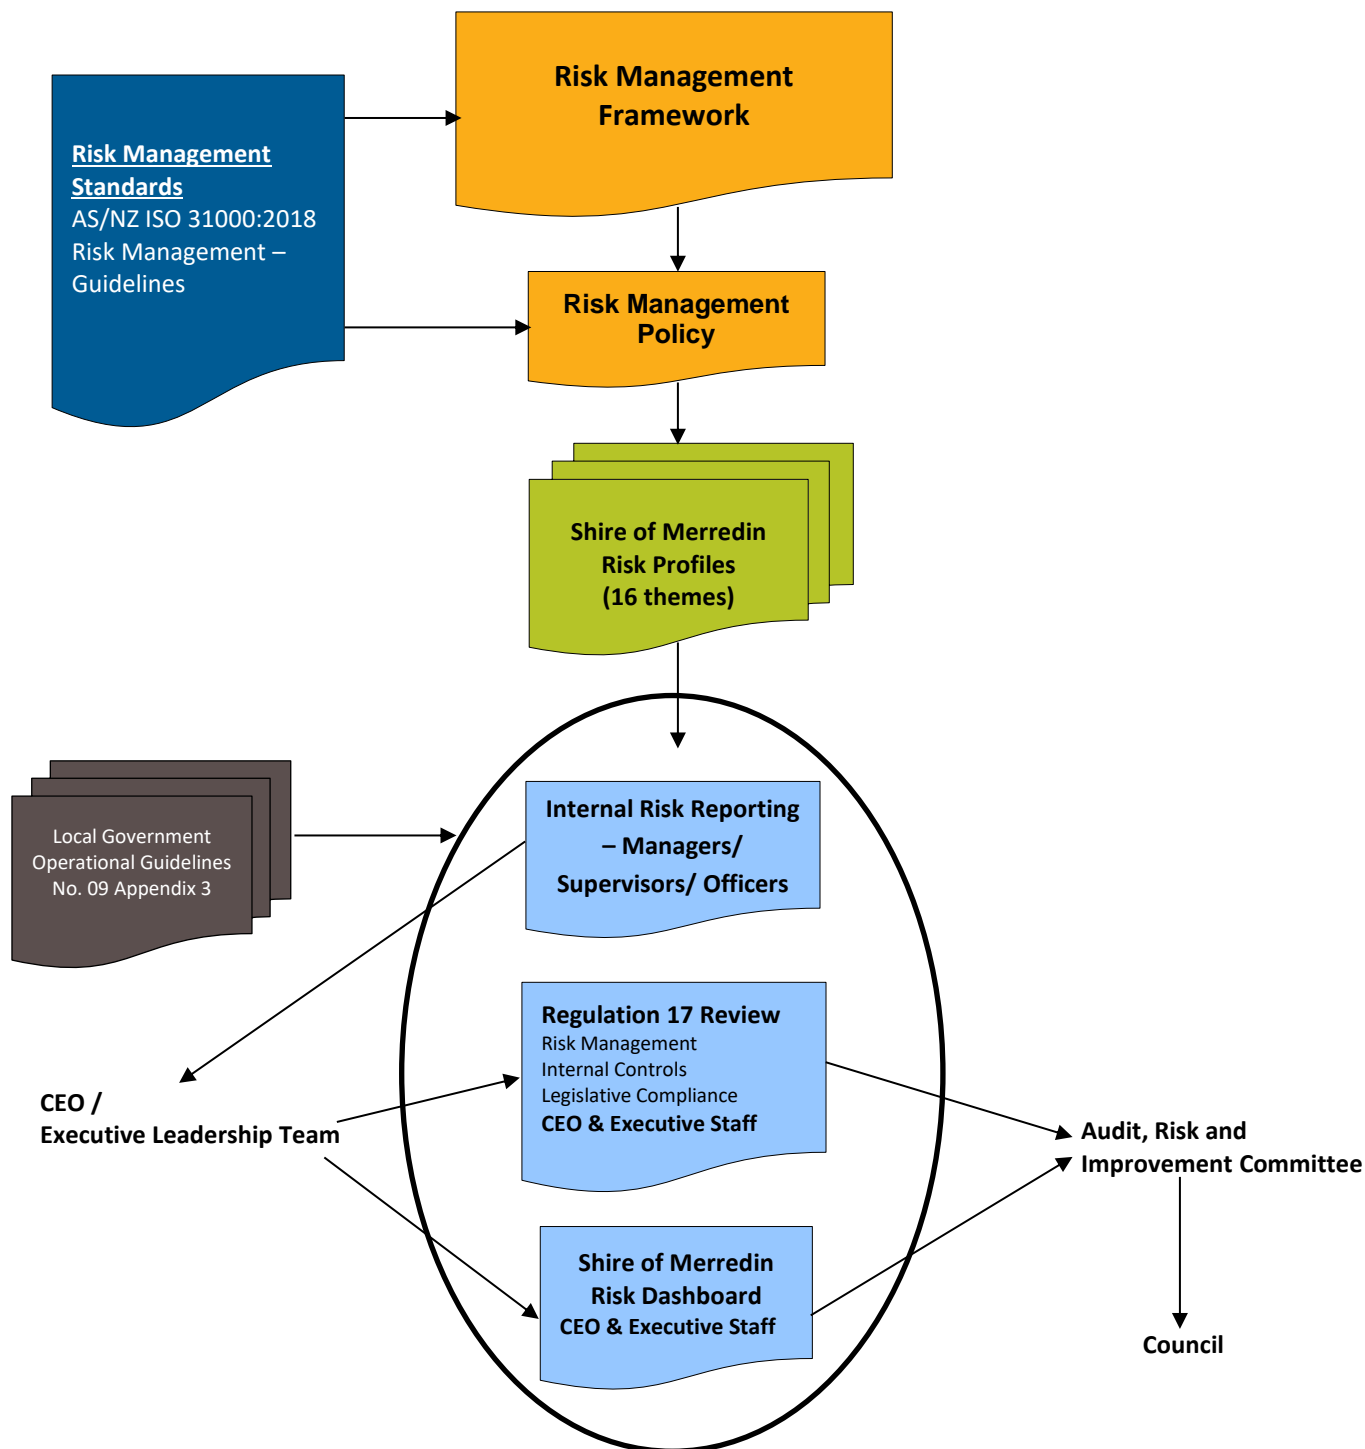 Risk Management
Framework
Risk Management
Standards
AS/NZ ISO 31000:2018
Risk Management –
Guidelines
Risk Management
Policy
Shire of Merredin
Risk Profiles
(16 themes)
Local Government
Operational Guidelines
No. 09 Appendix 3
Internal Risk Reporting
– Managers/
Supervisors/ Officers
Regulation 17 Review
Risk Management
Internal Controls
Legislative Compliance
CEO & Executive Staff
CEO /
Executive Leadership Team
Audit, Risk and
Improvement Committee
Shire of Merredin
Risk Dashboard
CEO & Executive Staff
Council